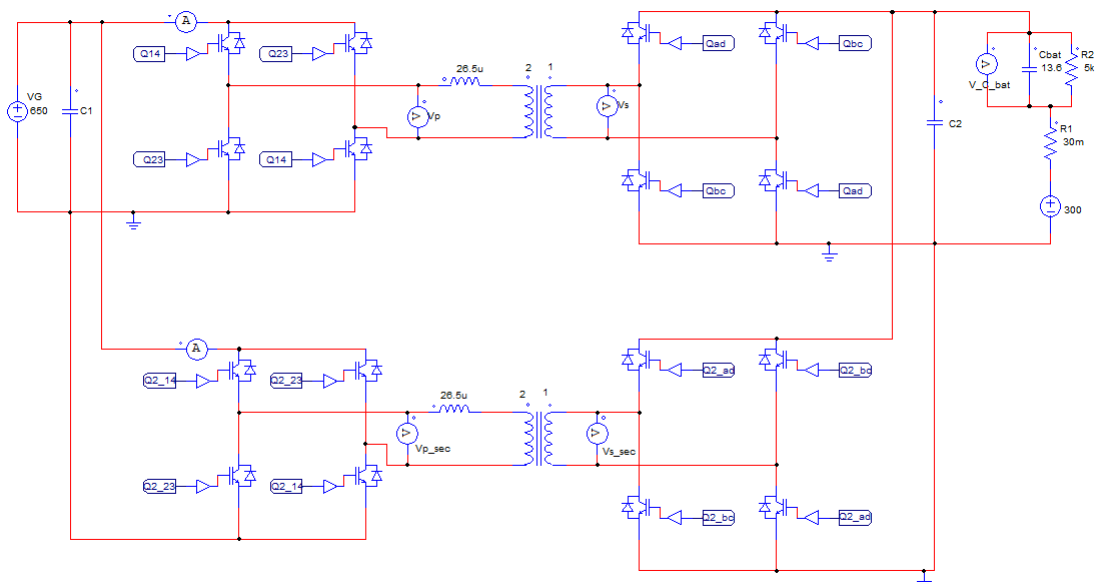 A
Q14
Q23
VG
650
C1
Q23
Q14
26.5u
2
1
V
Vp
V
Vs
Qad
Qbc
Qbc
Qad
C2
V
V_C_bat
Cbat
13.6
R2
5k
R1
30m
300
A
Q2_14
Q2_23
Q2_23
Q2_14
26.5u
2
1
V
Vp_sec
V
Vs_sec
Q2_ad
Q2_bc
Q2_bc
Q2_ad